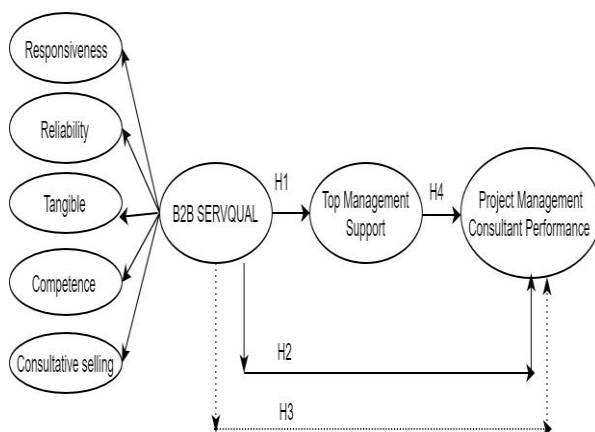 Responsiveness
Reliability
Tangible
Competence
Consultative selling
B2B SERVQUAL
H1
Top Management
Support
H4
Project Management
Consultant Performance
H2
H3